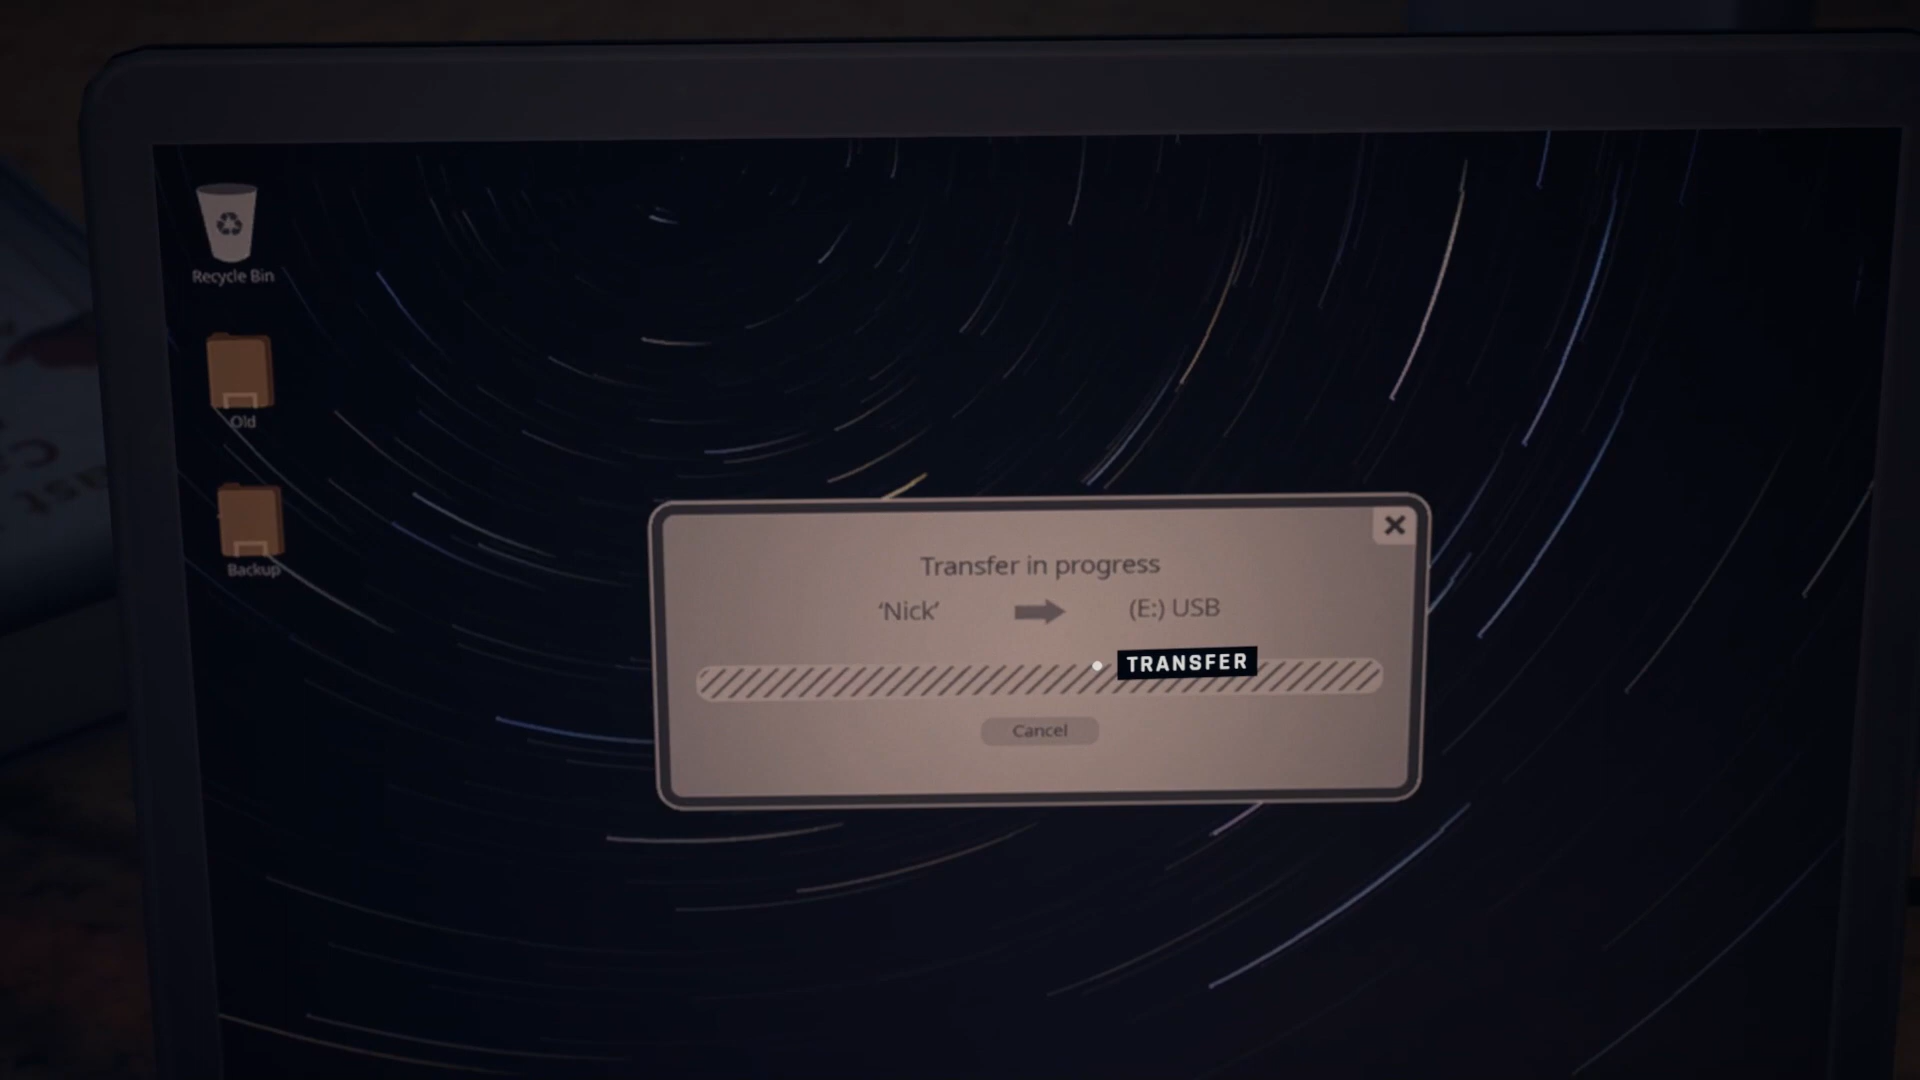 Recycle Bin
Old
Backup
Transfer in progress
‘Nick’ (E:) USB
TRANSFER
Cancel